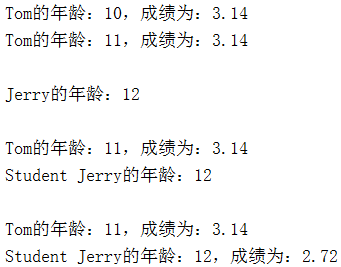 Tom的年龄：10，成绩为：3.14
Tom的年龄：11，成绩为：3.14
Jerry的年龄：12
Tom的年龄：11，成绩为：3.14
Student Jerry的年龄：12
Tom的年龄：11，成绩为：3.14
Student Jerry的年龄：12，成绩为：2.72